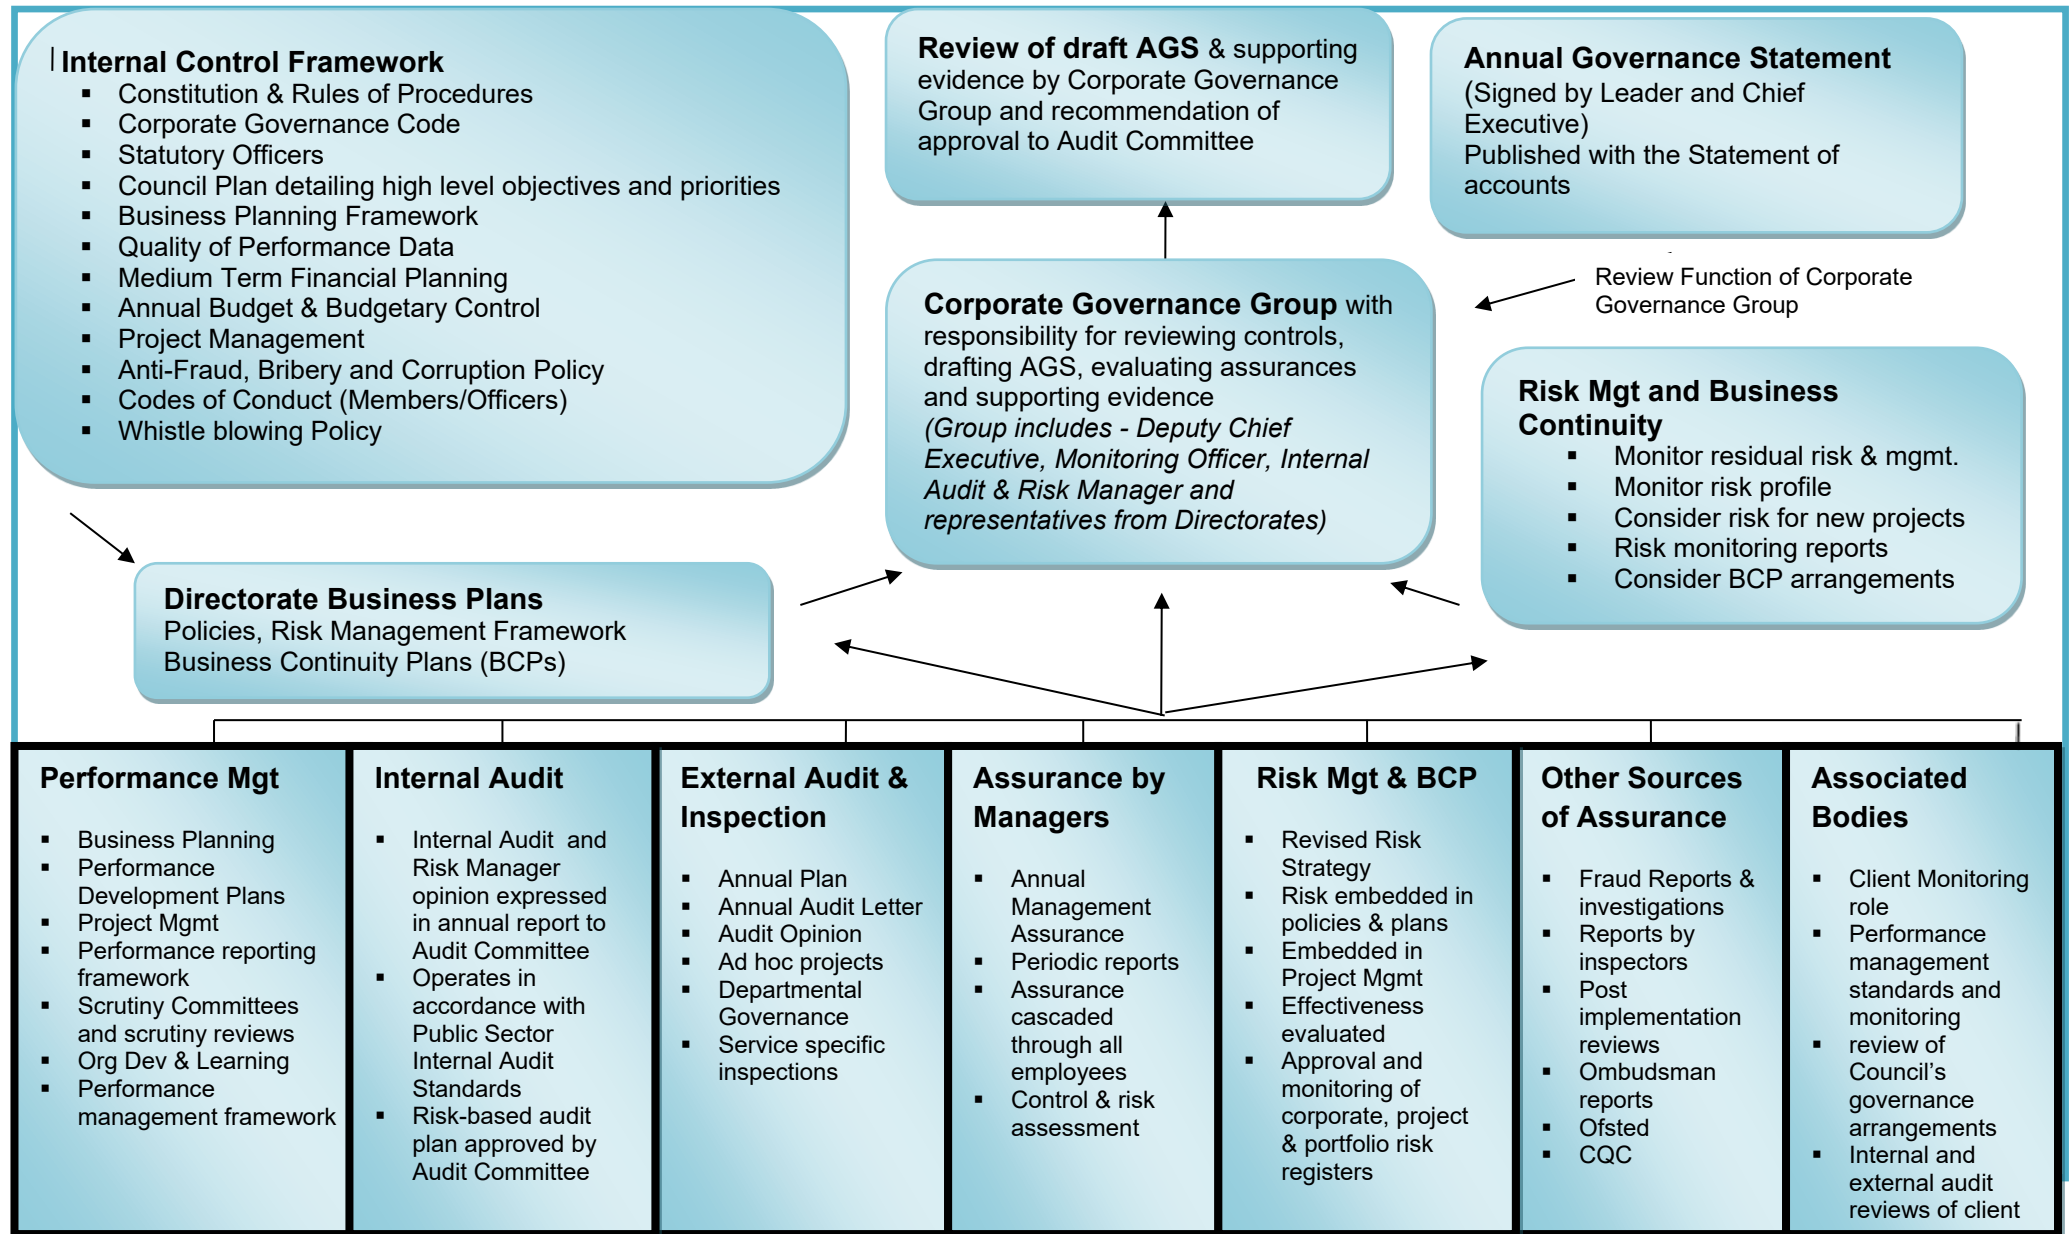 Internal Control Framework
▪ Constitution & Rules of Procedures
▪ Corporate Governance Code
▪ Statutory Officers
▪ Council Plan detailing high level objectives and priorities
▪ Business Planning Framework
▪ Quality of Performance Data
▪ Medium Term Financial Planning
▪ Annual Budget & Budgetary Control
▪ Project Management
▪ Anti-Fraud, Bribery and Corruption Policy
▪ Codes of Conduct (Members/Officers)
▪ Whistle blowing Policy
Review of draft AGS & supporting
evidence by Corporate Governance
Group and recommendation of
approval to Audit Committee
Annual Governance Statement
(Signed by Leader and Chief
Executive)
Published with the Statement of
accounts
Review Function of Corporate
Governance Group
Corporate Governance Group with
responsibility for reviewing controls,
drafting AGS, evaluating assurances
and supporting evidence
(Group includes - Deputy Chief
Executive, Monitoring Officer, Internal
Audit & Risk Manager and
representatives from Directorates)
Risk Mgt and Business
Continuity
▪ Monitor residual risk & mgmt.
▪ Monitor risk profile
▪ Consider risk for new projects
▪ Risk monitoring reports
▪ Consider BCP arrangements
Directorate Business Plans
Policies, Risk Management Framework
Business Continuity Plans (BCPs)
Performance Mgt
▪ Business Planning
▪ Performance
Development Plans
▪ Project Mgmt
▪ Performance reporting
framework
▪ Scrutiny Committees
and scrutiny reviews
▪ Org Dev & Learning
▪ Performance
management framework
Internal Audit
▪ Internal Audit and
Risk Manager
opinion expressed
in annual report to
Audit Committee
▪ Operates in
accordance with
Public Sector
Internal Audit
Standards
▪ Risk-based audit
plan approved by
Audit Committee
External Audit &
Inspection
▪ Annual Plan
▪ Annual Audit Letter
▪ Audit Opinion
▪ Ad hoc projects
▪ Departmental
Governance
▪ Service specific
inspections
Assurance by
Managers
▪ Annual
Management
Assurance
▪ Periodic reports
▪ Assurance
cascaded
through all
employees
▪ Control & risk
assessment
Risk Mgt & BCP
▪ Revised Risk
Strategy
▪ Risk embedded in
policies & plans
▪ Embedded in
Project Mgmt
▪ Effectiveness
evaluated
▪ Approval and
monitoring of
corporate, project
& portfolio risk
registers
Other Sources
of Assurance
▪ Fraud Reports &
investigations
▪ Reports by
inspectors
▪ Post
implementation
reviews
▪ Ombudsman
reports
▪ Ofsted
▪ CQC
Associated
Bodies
▪ Client Monitoring
role
▪ Performance
management
standards and
monitoring
▪ review of
Council’s
governance
arrangements
▪ Internal and
external audit
reviews of client